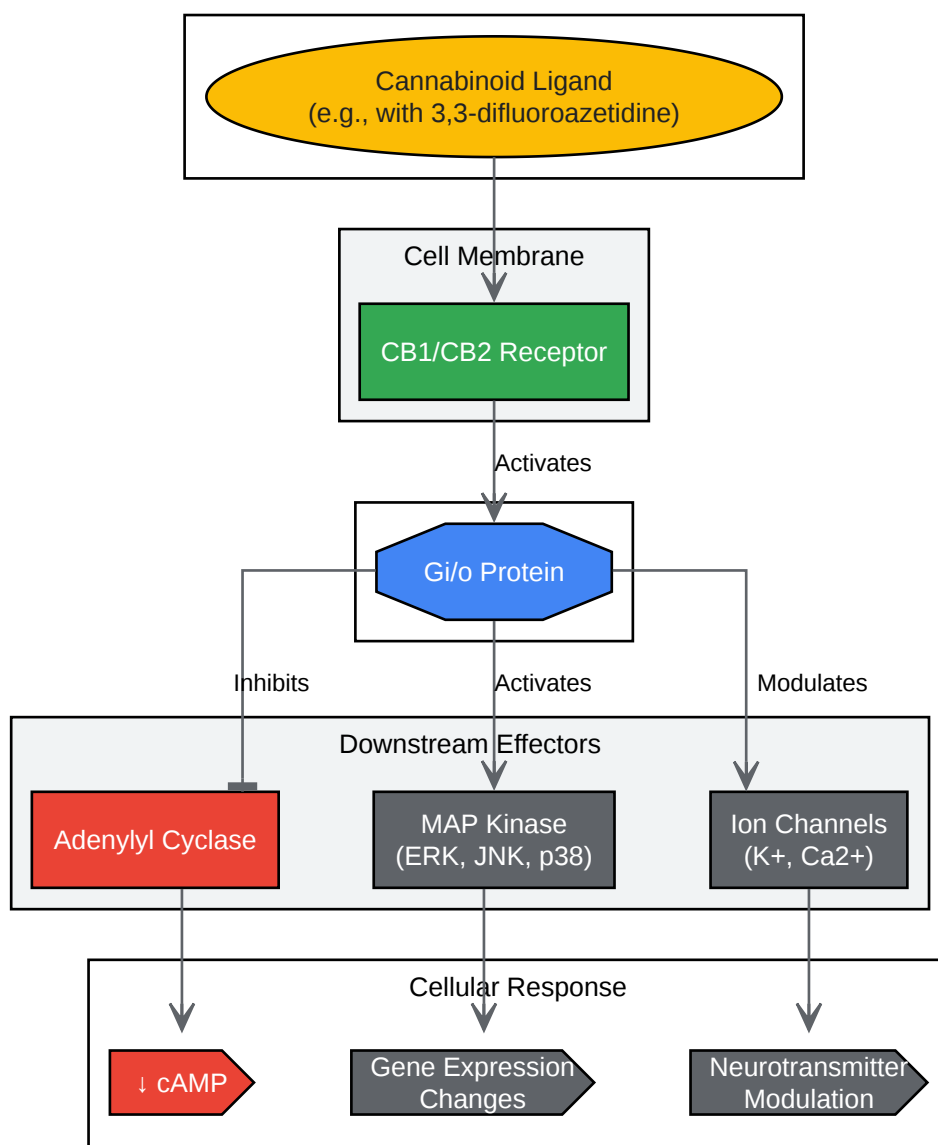 Cannabinoid Ligand
(e.g., with 3,3-difluoroazetidine)
Cell Membrane
CB1/CB2 Receptor
Activates
Gi/o Protein
Inhibits
Activates
Modulates
Downstream Effectors
Adenylyl Cyclase
MAP Kinase
(ERK, JNK, p38)
Ion Channels
(K+, Ca2+)
Cellular Response
↓ cAMP
Gene Expression
Changes
Neurotransmitter
Modulation